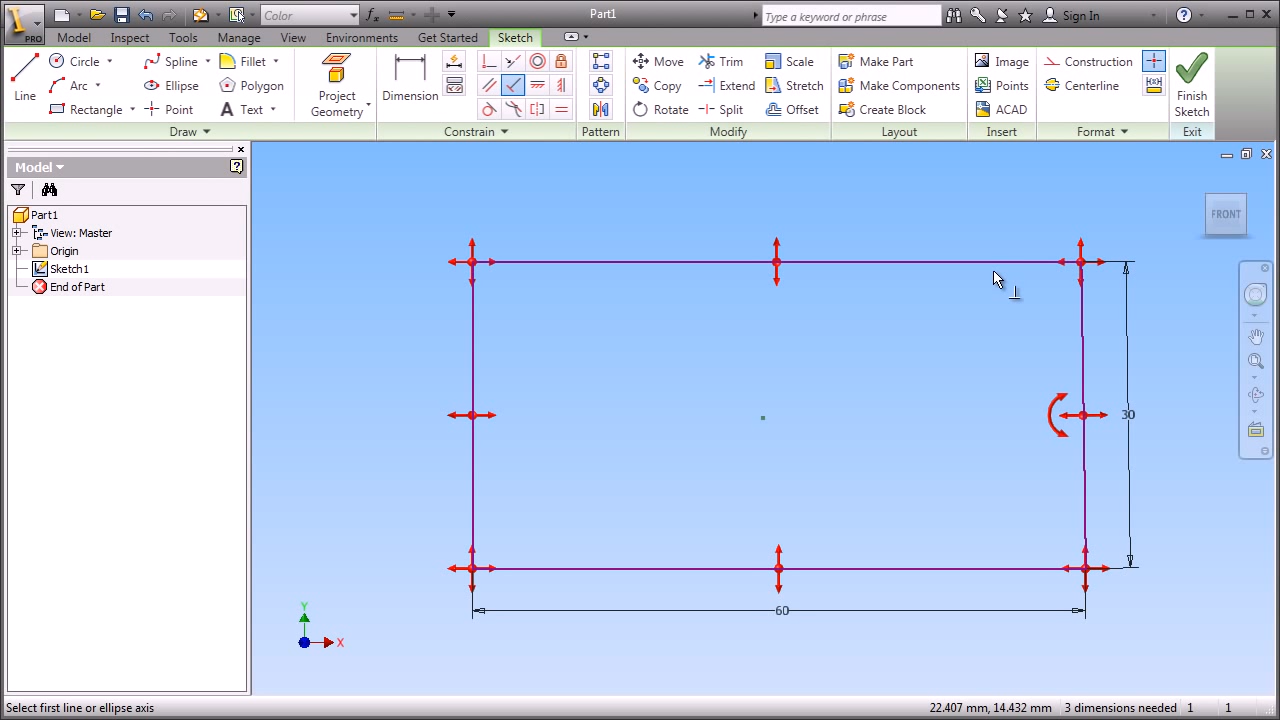 PRO
Color
Part1
Type a keyword or phrase
Sign In
Model Inspect Tools Manage View Environments Get Started Sketch
Line
Circle
Arc
Rectangle
Spline
Ellipse
Point
Fillet
Polygon
Text
Project
Geometry
Draw
Dimension
Constrain
Pattern
Move
Copy
Rotate
Trim
Extend
Split
Scale
Stretch
Offset
Modify
Make Part
Make Components
Create Block
Layout
Image
Points
ACAD
Insert
Construction
Centerline
Format
Finish
Sketch
Exit
Model
Part1
View: Master
Origin
Sketch1
End of Part
FRONT
30
60
Y
X
Select first line or ellipse axis
22.407 mm, 14.432 mm 3 dimensions needed 1 1